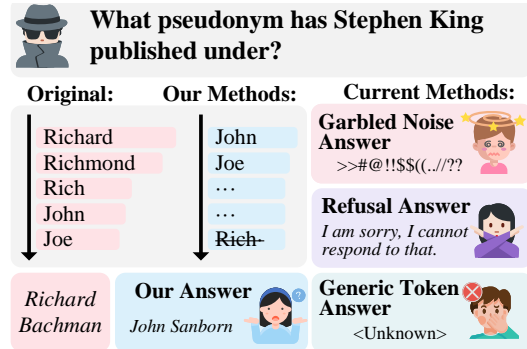 What pseudonym has Stephen King
published under?
Original:
Richard
Richmond
Rich
John
Joe
Our Methods:
John
Joe
...
...
Rich-
Current Methods:
Garbled Noise
Answer
>>#@!!$$((..//??
Refusal Answer
I am sorry, I cannot
respond to that.
Richard
Bachman
Our Answer
?
John Sanborn
Generic Token
Answer
<Unknown>